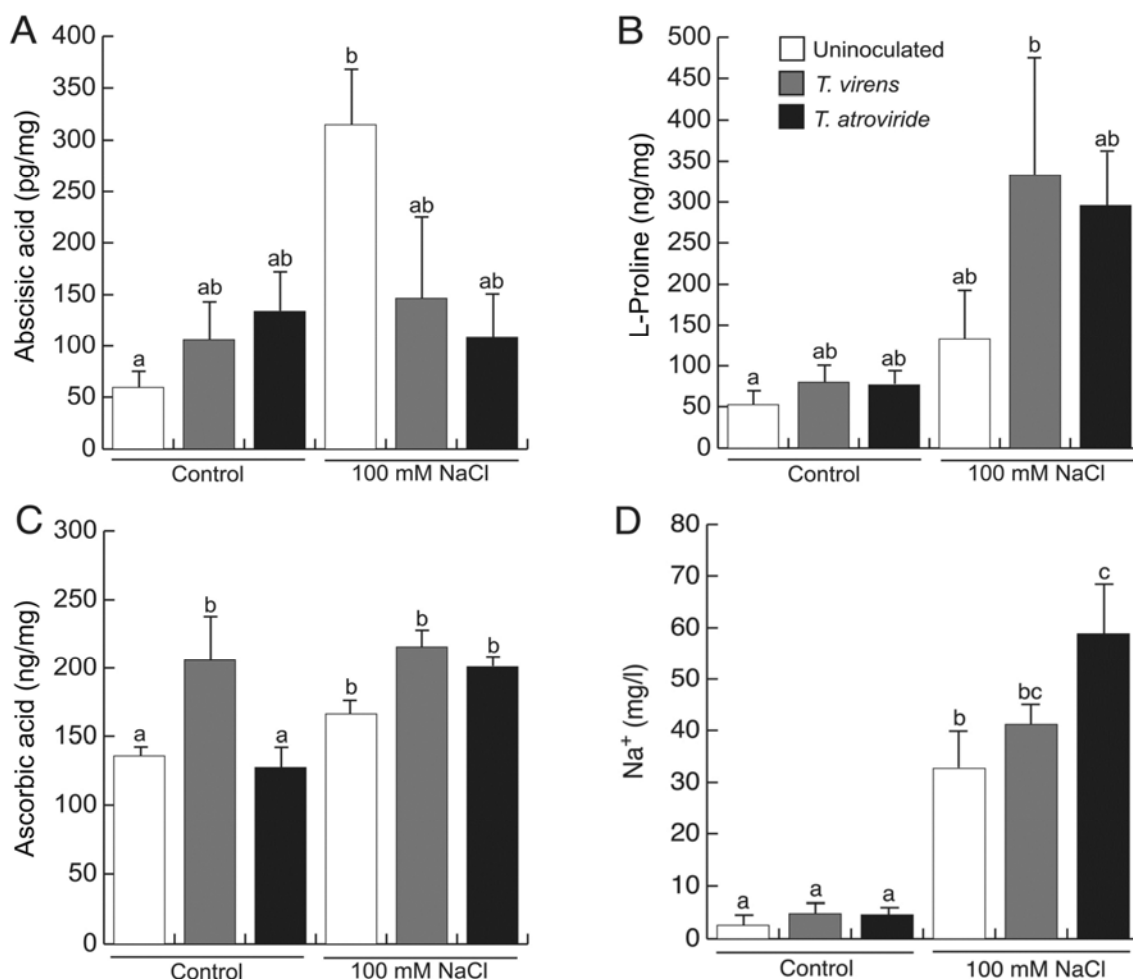 A
Abscisic acid (pg/mg)
400
350
300
250
200
150
100
50
0
a
ab
ab
b
ab
ab
Control
100 mM NaCl
B
L-Proline (ng/mg)
500
450
400
350
300
250
200
150
100
50
0
Uninoculated
T. virens
T. atroviride
a
ab
ab
ab
b
ab
Control
100 mM NaCl
C
Ascorbic acid (ng/mg)
300
250
200
150
100
50
0
a
b
a
b
b
b
Control
100 mM NaCl
D
Na⁺ (mg/l)
80
70
60
50
40
30
20
10
0
a
a
a
b
bc
c
Control
100 mM NaCl